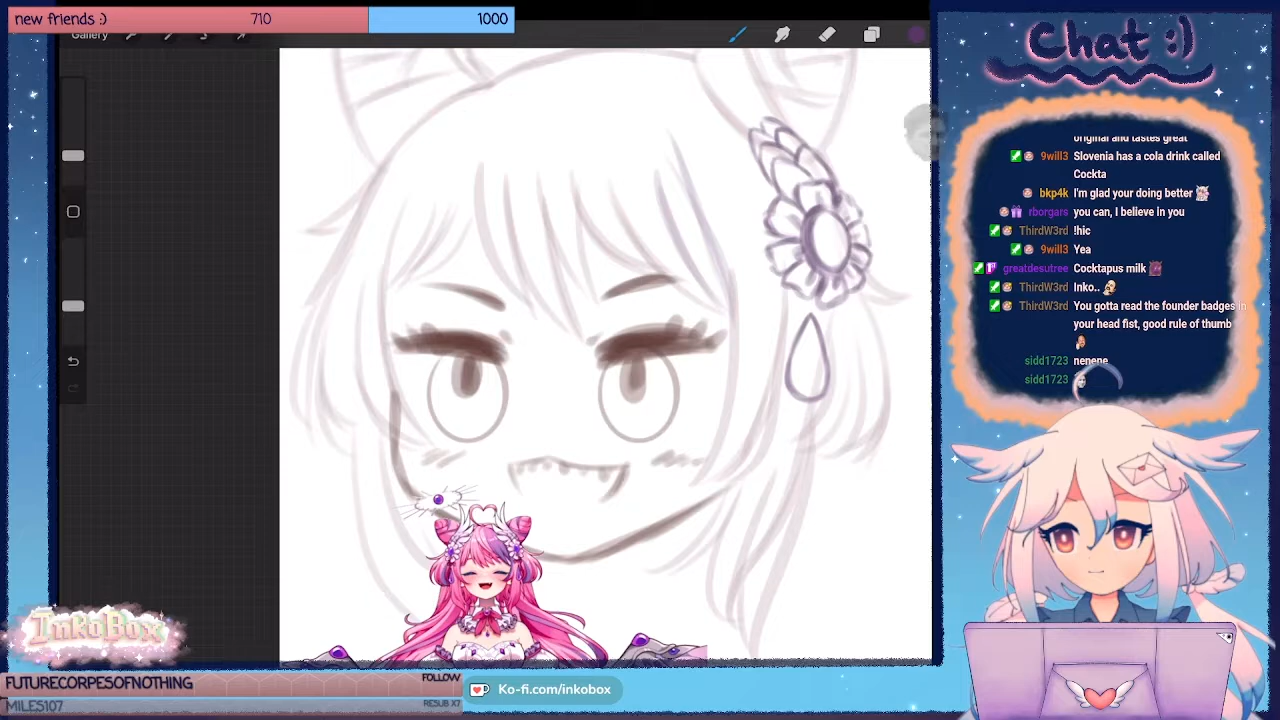 new friends :)
710
1000
Gallery
Chat :)
original and tastes great
9will3 Slovenia has a cola drink called
Cockta
bkp4k I'm glad your doing better
rborgars you can, I believe in you
ThirdW3rd !hic
9will3 Yea
greatdesutree Cocktapus milk
ThirdW3rd Inko..
ThirdW3rd You gotta read the founder badges in
your head fist, good rule of thumb
sidd1723 nenene
sidd1723
InkoBox
FUTURECORPESOFNOTHING
FOLLOW
MILES107
RESUB X7
Ko-fi.com/inkobox